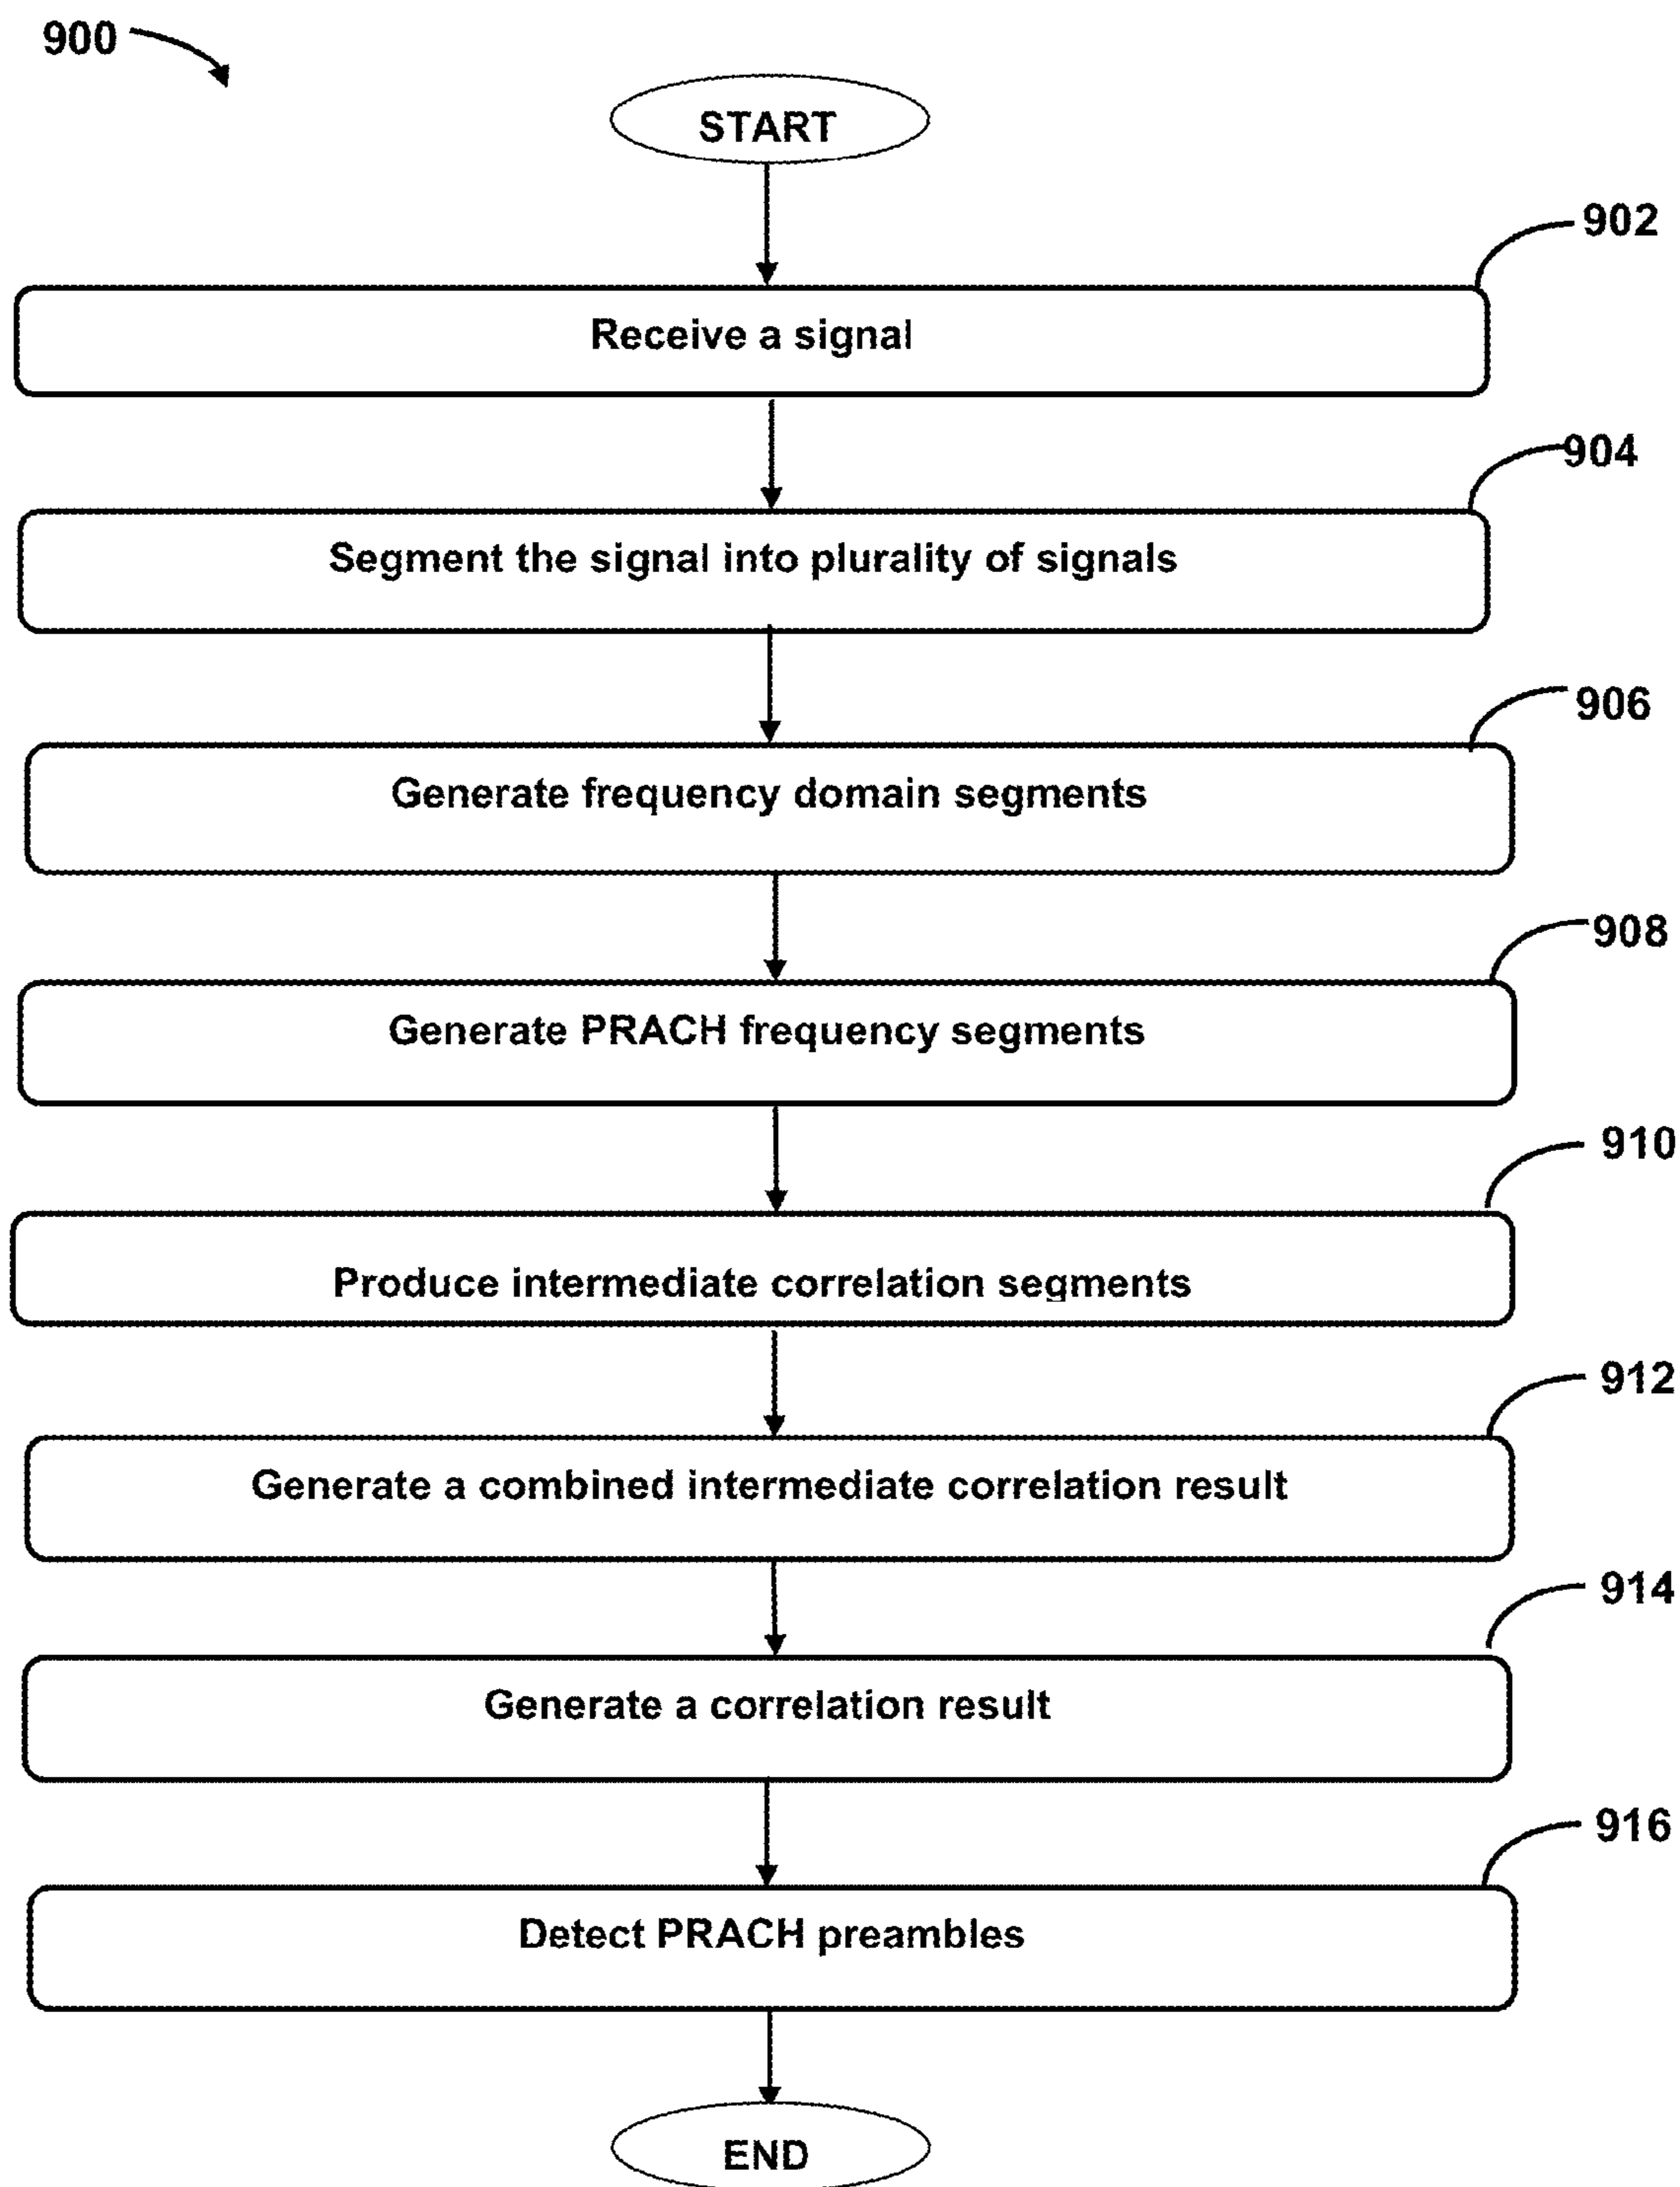 900
START
902
Receive a signal
904
Segment the signal into plurality of signals
906
Generate frequency domain segments
908
Generate PRACH frequency segments
910
Produce intermediate correlation segments
912
Generate a combined intermediate correlation result
914
Generate a correlation result
916
Detect PRACH preambles
END